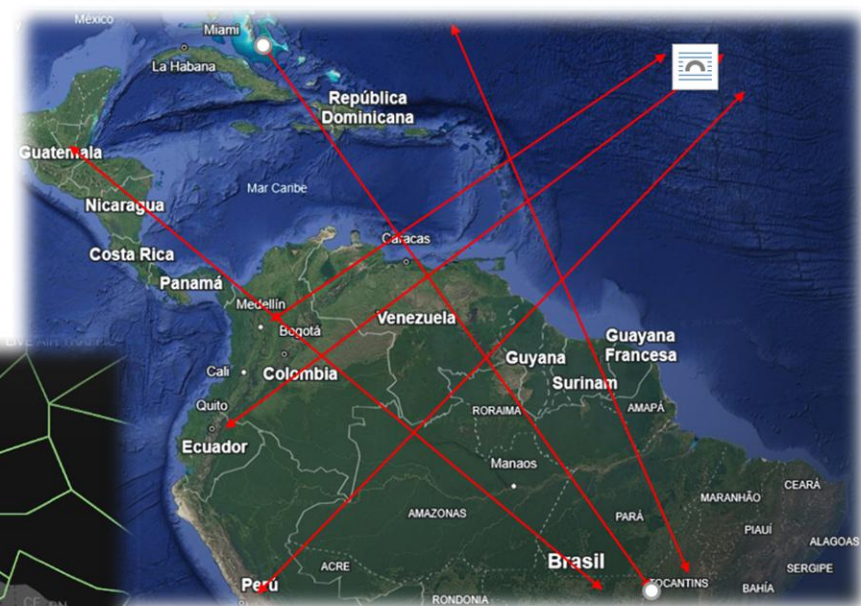 México
Miami
La Habana
República
Dominicana
Guatemala
Mar Caribe
Nicaragua
Costa Rica
Caracas
Panamá
Medellín
Venezuela
Bogotá
Guayana
Francesa
Guyana
Cali
Colombia
Surinam
Quito
RORAIMA
AMAPÁ
Ecuador
Manaos
CEARÁ
MARANHÃO
AMAZONAS
PARÁ
PIAUÍ
ALAGOAS
Brasil
ACRE
SERGIPE
Perú
TOCANTINS
BAHÍA
RONDONIA